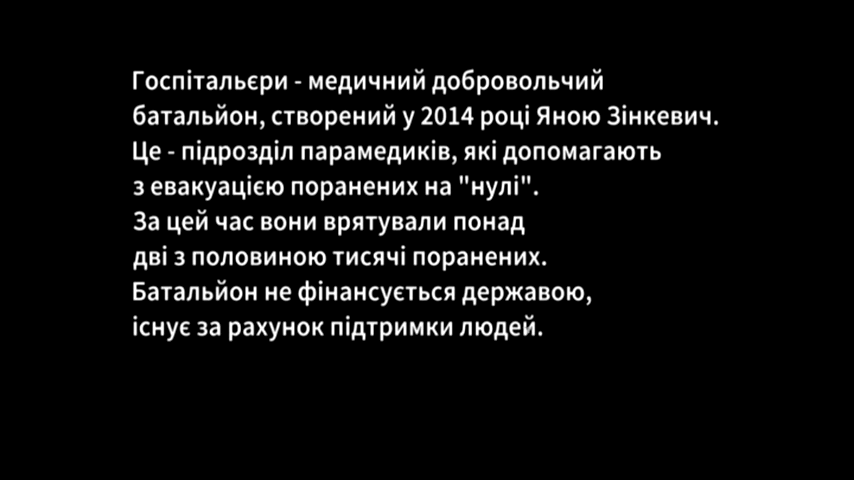 Госпітальєри - медичний добровольчий
батальйон, створений у 2014 році Яною Зінкевич.
Це - підрозділ парамедиків, які допомагають
з евакуацією поранених на "нулі".
За цей час вони врятували понад
дві з половиною тисячі поранених.
Батальйон не фінансується державою,
існує за рахунок підтримки людей.